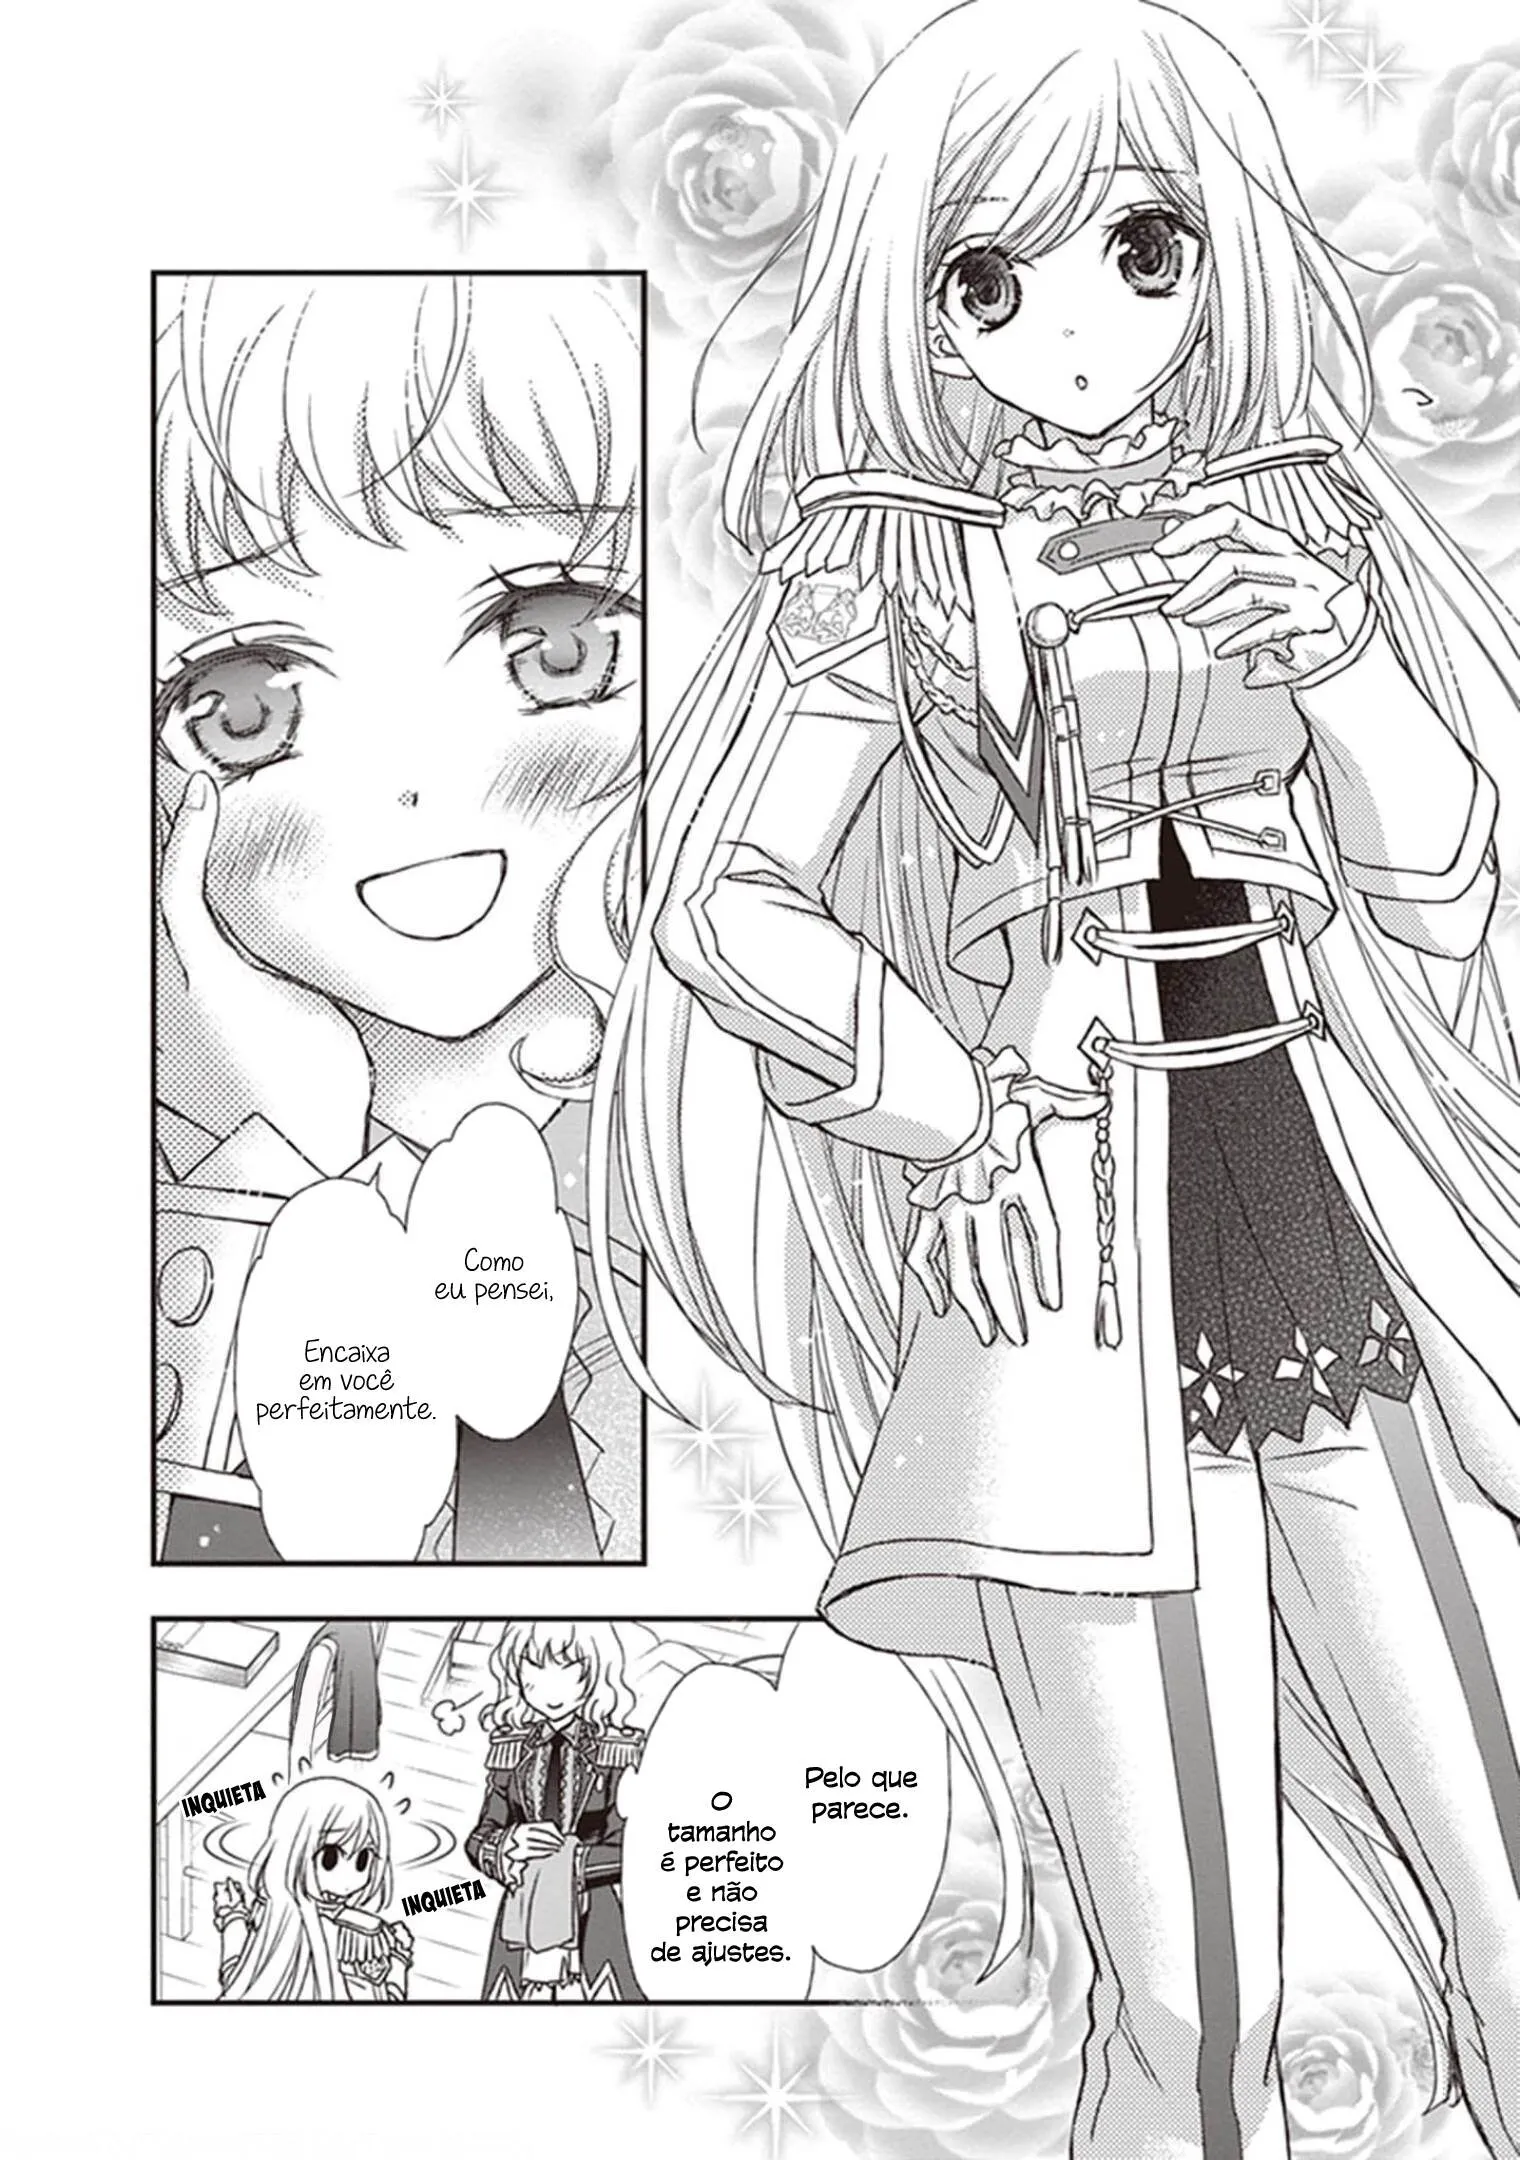 Como
eu pensei,
Encaixa
em você
perfeitamente.
Pelo que
parece.
O
tamanho
é perfeito
e não
precisa
de ajustes.
INQUIETA
INQUIETA